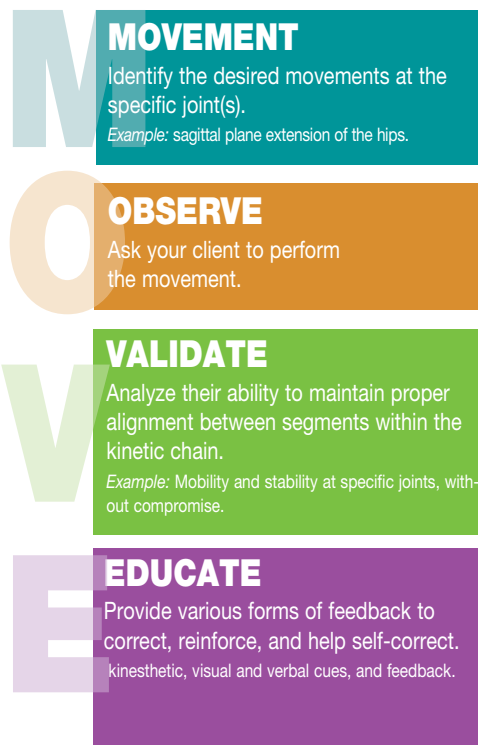 M
MOVEMENT
Identify the desired movements at the
specific joint(s).
Example: sagittal plane extension of the hips.
O
OBSERVE
Ask your client to perform
the movement.
V
VALIDATE
Analyze their ability to maintain proper
alignment between segments within the
kinetic chain.
Example: Mobility and stability at specific joints, with-
out compromise.
E
EDUCATE
Provide various forms of feedback to
correct, reinforce, and help self-correct.
kinesthetic, visual and verbal cues, and feedback.